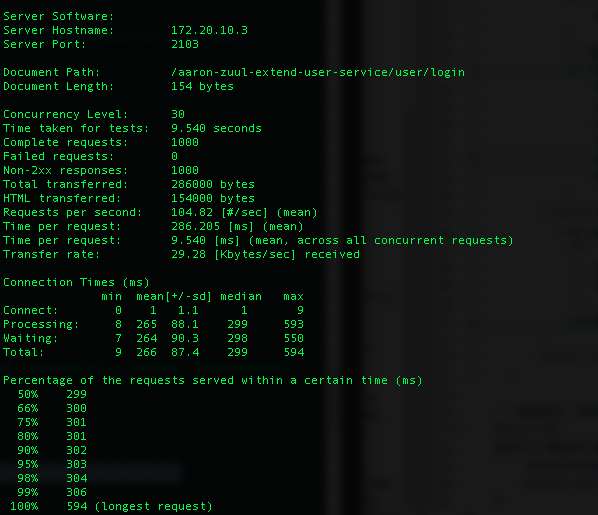 Server Software:
Server Hostname: 172.20.10.3
Server Port: 2103
Document Path: /aaron-zuul-extend-user-service/user/login
Document Length: 154 bytes
Concurrency Level: 30
Time taken for tests: 9.540 seconds
Complete requests: 1000
Failed requests: 0
Non-2xx responses: 1000
Total transferred: 286000 bytes
HTML transferred: 154000 bytes
Requests per second: 104.82 [#/sec] (mean)
Time per request: 286.205 [ms] (mean)
Time per request: 9.540 [ms] (mean, across all concurrent requests)
Transfer rate: 29.28 [Kbytes/sec] received
Connection Times (ms)
min mean[+/-sd] median max
Connect: 0 1 1.1 1 9
Processing: 8 265 88.1 299 593
Waiting: 7 264 90.3 298 550
Total: 9 266 87.4 299 594
Percentage of the requests served within a certain time (ms)
50% 299
66% 300
75% 301
80% 301
90% 302
95% 303
98% 304
99% 306
100% 594 (longest request)